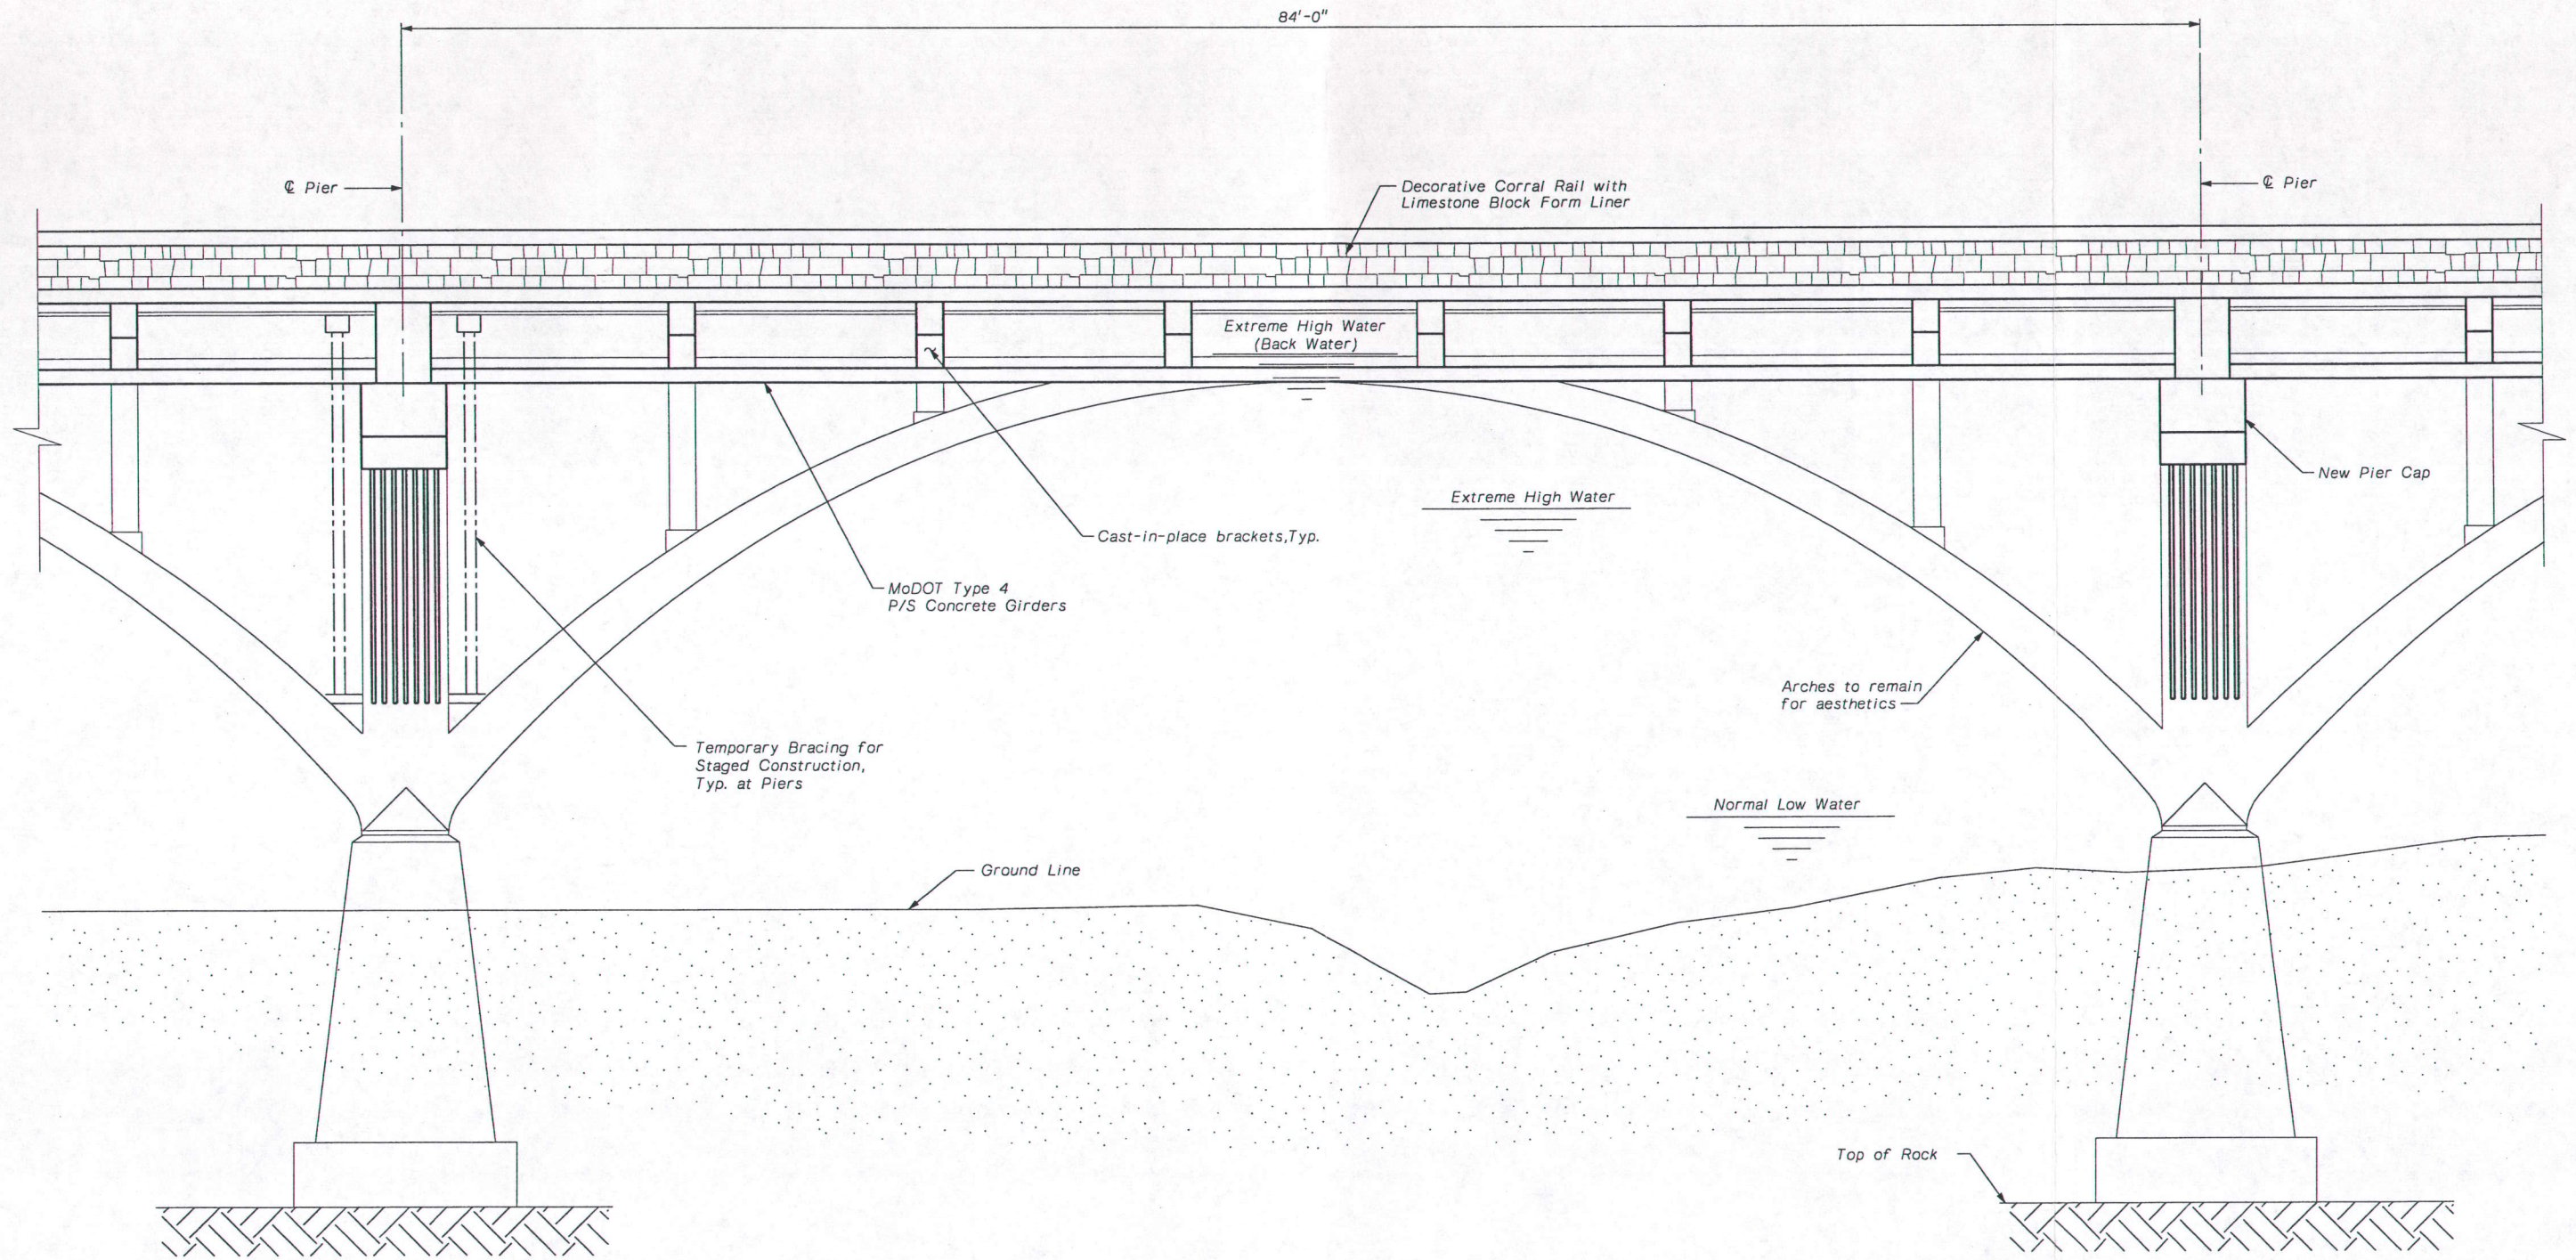 84'-0"
℄ Pier
℄ Pier
Decorative Corral Rail with
Limestone Block Form Liner
Extreme High Water
(Back Water)
Extreme High Water
New Pier Cap
Cast-in-place brackets,Typ.
MoDOT Type 4
P/S Concrete Girders
Arches to remain
for aesthetics
Temporary Bracing for
Staged Construction,
Typ. at Piers
Normal Low Water
Ground Line
Top of Rock